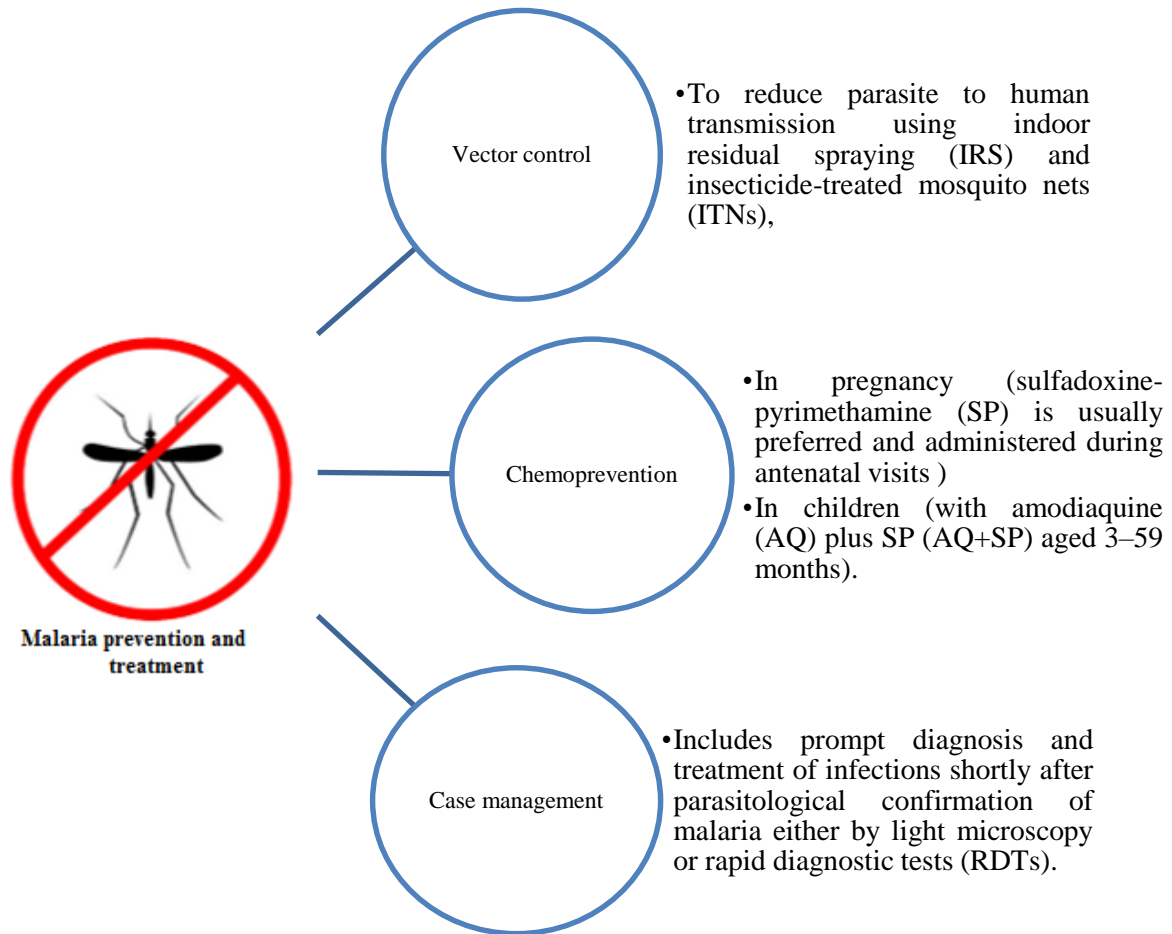 Vector control
•To reduce parasite to human
transmission using indoor
residual spraying (IRS) and
insecticide-treated mosquito nets
(ITNs),
Malaria prevention and
treatment
Chemoprevention
•In pregnancy (sulfadoxine-
pyrimethamine (SP) is usually
preferred and administered during
antenatal visits )
•In children (with amodiaquine
(AQ) plus SP (AQ+SP) aged 3–59
months).
Case management
•Includes prompt diagnosis and
treatment of infections shortly after
parasitological confirmation of
malaria either by light microscopy
or rapid diagnostic tests (RDTs).